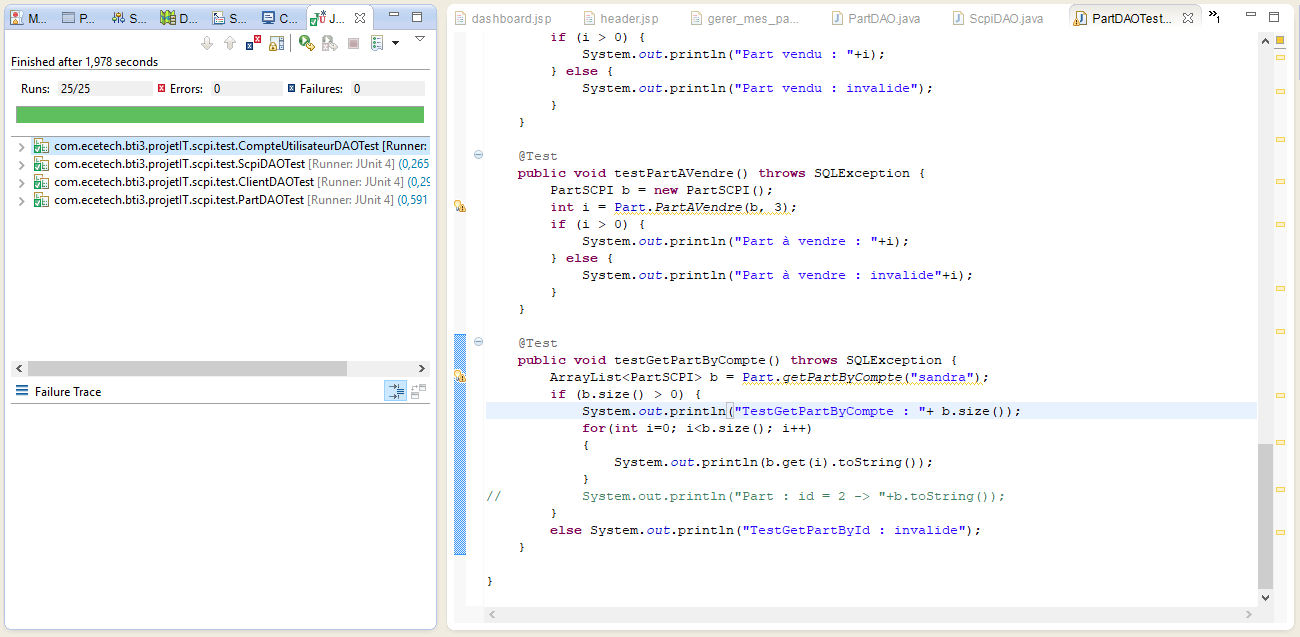 M...
P...
S...
D...
S...
C...
J...
Finished after 1,978 seconds
Runs: 25/25
Errors: 0
Failures: 0
com.ecetech.bti3.projetIT.scpi.test.CompteUtilisateurDAOTest [Runner:
com.ecetech.bti3.projetIT.scpi.test.ScpiDAOTest [Runner: JUnit 4] (0,265
com.ecetech.bti3.projetIT.scpi.test.ClientDAOTest [Runner: JUnit 4] (0,29
com.ecetech.bti3.projetIT.scpi.test.PartDAOTest [Runner: JUnit 4] (0,591
Failure Trace
dashboard.jsp
header.jsp
gerer_mes_pa...
PartDAO.java
ScpiDAO.java
PartDAOTest...
»1
if (i > 0) {
System.out.println("Part vendu : "+i);
} else {
System.out.println("Part vendu : invalide");
}
}
@Test
public void testPartAVendre() throws SQLException {
PartSCPI b = new PartSCPI();
int i = Part.PartAVendre(b, 3);
if (i > 0) {
System.out.println("Part à vendre : "+i);
} else {
System.out.println("Part à vendre : invalide"+i);
}
}
@Test
public void testGetPartByCompte() throws SQLException {
ArrayList<PartSCPI> b = Part.getPartByCompte("sandra");
if (b.size() > 0) {
System.out.println("TestGetPartByCompte : "+ b.size());
for(int i=0; i<b.size(); i++)
{
System.out.println(b.get(i).toString());
}
// System.out.println("Part : id = 2 -> "+b.toString());
}
else System.out.println("TestGetPartById : invalide");
}
}